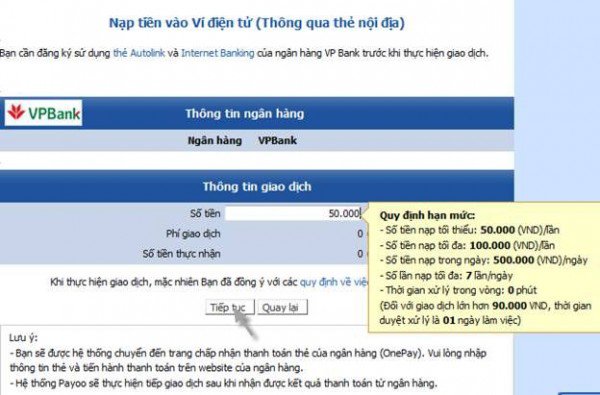 Nạp tiền vào Ví điện tử (Thông qua thẻ nội địa)
Bạn cần đăng ký sử dụng thẻ Autolink và Internet Banking của ngân hàng VP Bank trước khi thực hiện giao dịch.
VPBank
Thông tin ngân hàng
Ngân hàng VPBank
Thông tin giao dịch
Số tiền 50.000
Phí giao dịch 0
Số tiền thực nhận 0
Quy định hạn mức:
- Số tiền nạp tối thiểu: 50.000 (VND)/lần
- Số tiền nạp tối đa: 100.000 (VND)/lần
- Số tiền nạp trong ngày: 500.000 (VND)/ngày
- Số lần nạp tối đa: 7 lần/ngày
- Thời gian xử lý trong vòng: 0 phút
(Đối với giao dịch lớn hơn 90.000 VND, thời gian
duyệt xử lý là 01 ngày làm việc)
Khi thực hiện giao dịch, mặc nhiên Bạn đã đồng ý với các quy định về việc
Tiếp tục Quay lại
Lưu ý:
- Bạn sẽ được hệ thống chuyển đến trang chấp nhận thanh toán thẻ của ngân hàng (OnePay). Vui lòng nhập
thông tin thẻ và tiến hành thanh toán trên website của ngân hàng.
- Hệ thống Payoo sẽ thực hiện tiếp giao dịch sau khi nhận được kết quả thanh toán từ ngân hàng.